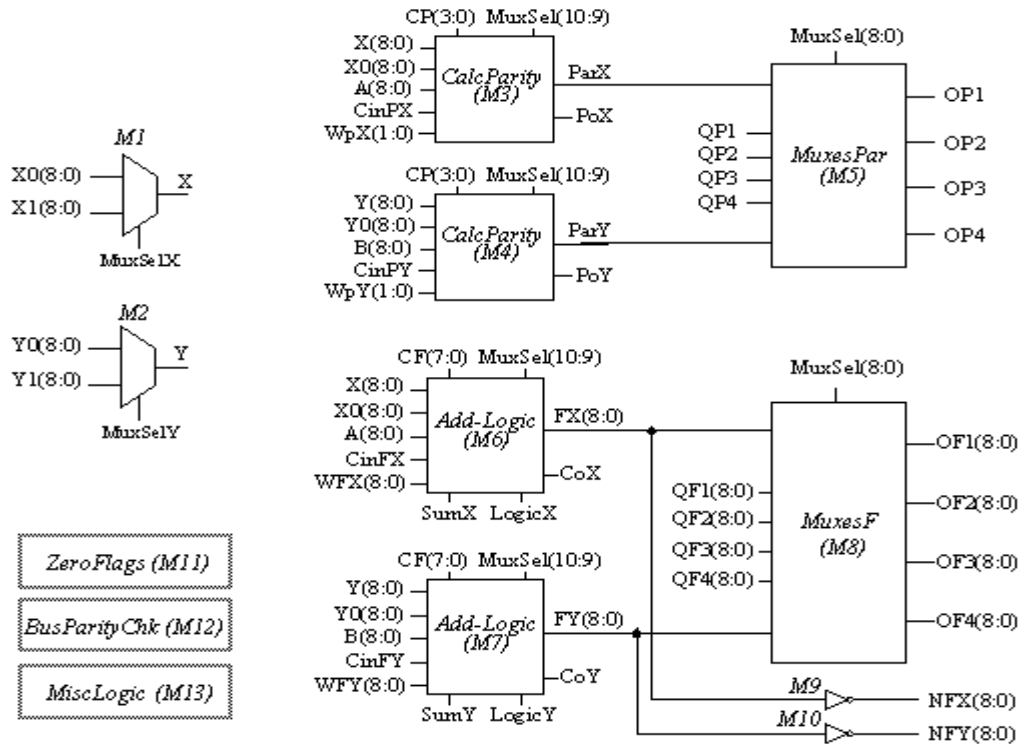 M1
X0(8:0)
X1(8:0)
X
MuxSelX
M2
Y0(8:0)
Y1(8:0)
Y
MuxSelY
ZeroFlags (M11)
BusParityChk (M12)
MiscLogic (M13)
CP(3:0) MuxSel(10:9)
X(8:0)
X0(8:0)
A(8:0)
CinPX
WpX(1:0)
CalcParity
(M3)
ParX
PoX
CP(3:0) MuxSel(10:9)
Y(8:0)
Y0(8:0)
B(8:0)
CinPY
WpY(1:0)
CalcParity
(M4)
ParY
PoY
MuxSel(8:0)
QP1
QP2
QP3
QP4
MuxesPar
(M5)
OP1
OP2
OP3
OP4
CF(7:0) MuxSel(10:9)
X(8:0)
X0(8:0)
A(8:0)
CinFX
WFX(8:0)
Add-Logic
(M6)
FX(8:0)
CoX
SumX LogicX
CF(7:0) MuxSel(10:9)
Y(8:0)
Y0(8:0)
B(8:0)
CinFY
WFY(8:0)
Add-Logic
(M7)
FY(8:0)
CoY
SumY LogicY
MuxSel(8:0)
QF1(8:0)
QF2(8:0)
QF3(8:0)
QF4(8:0)
MuxesF
(M8)
OF1(8:0)
OF2(8:0)
OF3(8:0)
OF4(8:0)
M9
NFX(8:0)
M10
NFY(8:0)